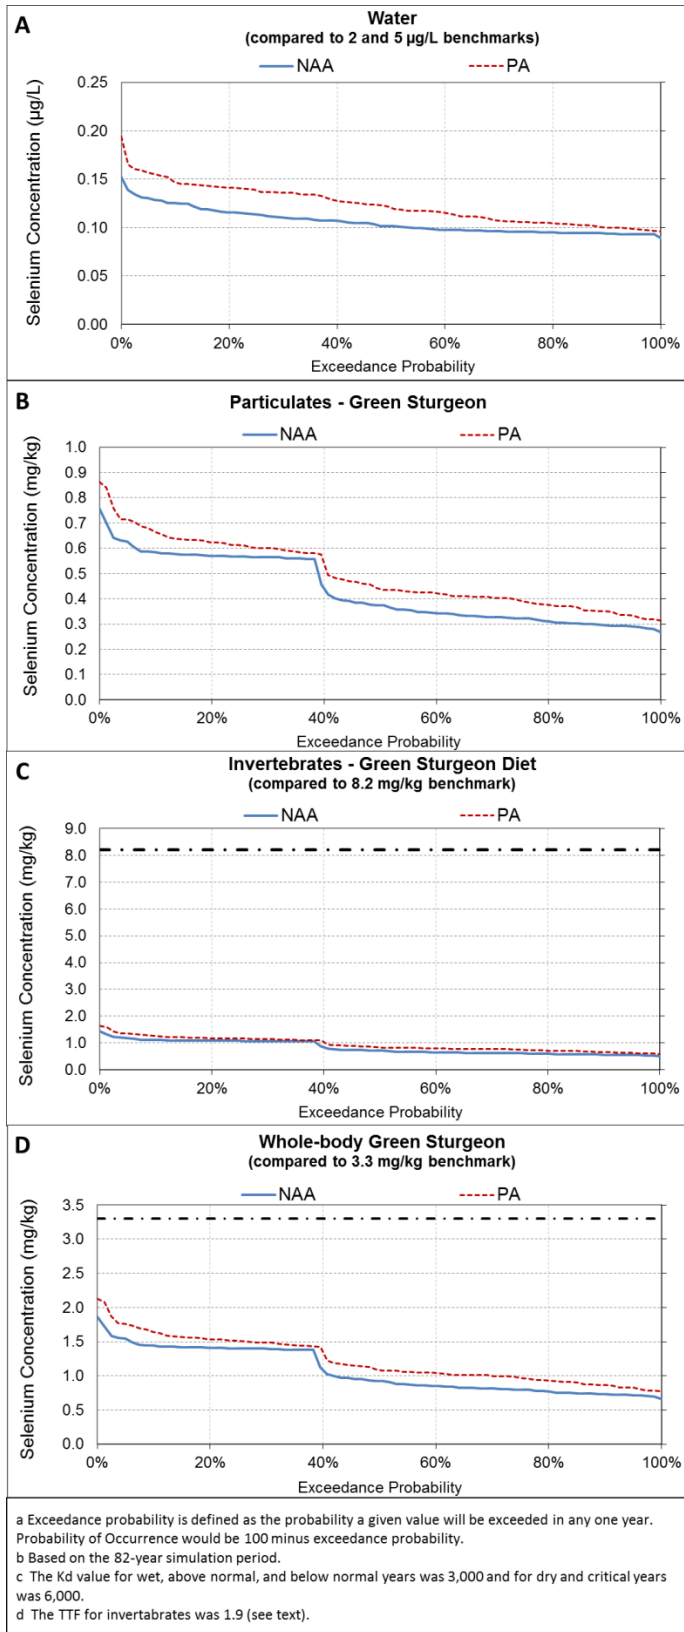 A
Water
(compared to 2 and 5 µg/L benchmarks)
NAA
PA
Selenium Concentration (µg/L)
0.25
0.20
0.15
0.10
0.05
0.00
0%
20%
40%
60%
80%
100%
Exceedance Probability
B
Particulates - Green Sturgeon
NAA
PA
Selenium Concentration (mg/kg)
1.0
0.9
0.8
0.7
0.6
0.5
0.4
0.3
0.2
0.1
0.0
0%
20%
40%
60%
80%
100%
Exceedance Probability
C
Invertebrates - Green Sturgeon Diet
(compared to 8.2 mg/kg benchmark)
NAA
PA
Selenium Concentration (mg/kg)
9.0
8.0
7.0
6.0
5.0
4.0
3.0
2.0
1.0
0.0
0%
20%
40%
60%
80%
100%
Exceedance Probability
D
Whole-body Green Sturgeon
(compared to 3.3 mg/kg benchmark)
NAA
PA
Selenium Concentration (mg/kg)
3.5
3.0
2.5
2.0
1.5
1.0
0.5
0.0
0%
20%
40%
60%
80%
100%
Exceedance Probability
a Exceedance probability is defined as the probability a given value will be exceeded in any one year.
Probability of Occurrence would be 100 minus exceedance probability.
b Based on the 82-year simulation period.
c The Kd value for wet, above normal, and below normal years was 3,000 and for dry and critical years
was 6,000.
d The TTF for invertabrates was 1.9 (see text).